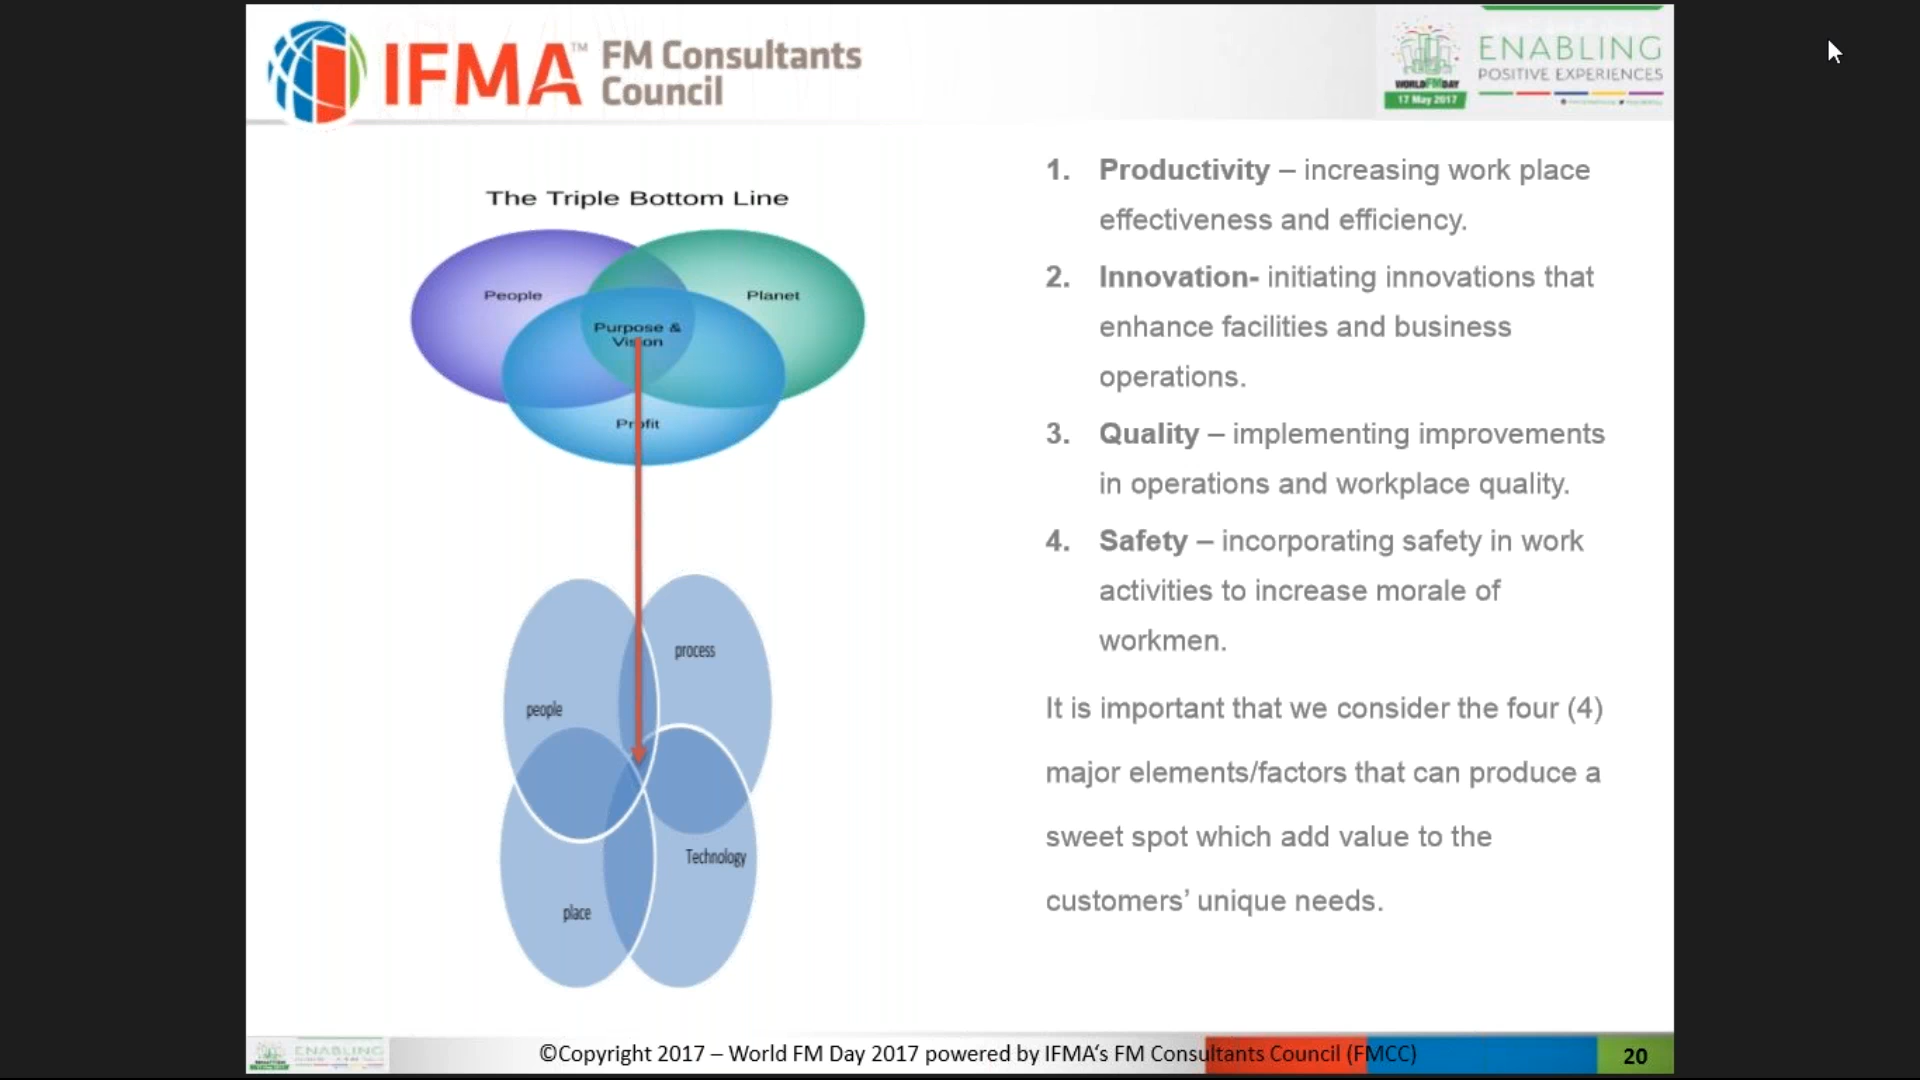 IFMA™ FM Consultants
Council
WORLDFMDAY
17 May 2017
ENABLING
POSITIVE EXPERIENCES
The Triple Bottom Line
People
Planet
Purpose &
Vision
Profit
process
people
Technology
place
1. Productivity – increasing work place
effectiveness and efficiency.
2. Innovation- initiating innovations that
enhance facilities and business
operations.
3. Quality – implementing improvements
in operations and workplace quality.
4. Safety – incorporating safety in work
activities to increase morale of
workmen.
It is important that we consider the four (4)
major elements/factors that can produce a
sweet spot which add value to the
customers’ unique needs.
ENABLING
©Copyright 2017 – World FM Day 2017 powered by IFMA‘s FM Consultants Council (FMCC)
20